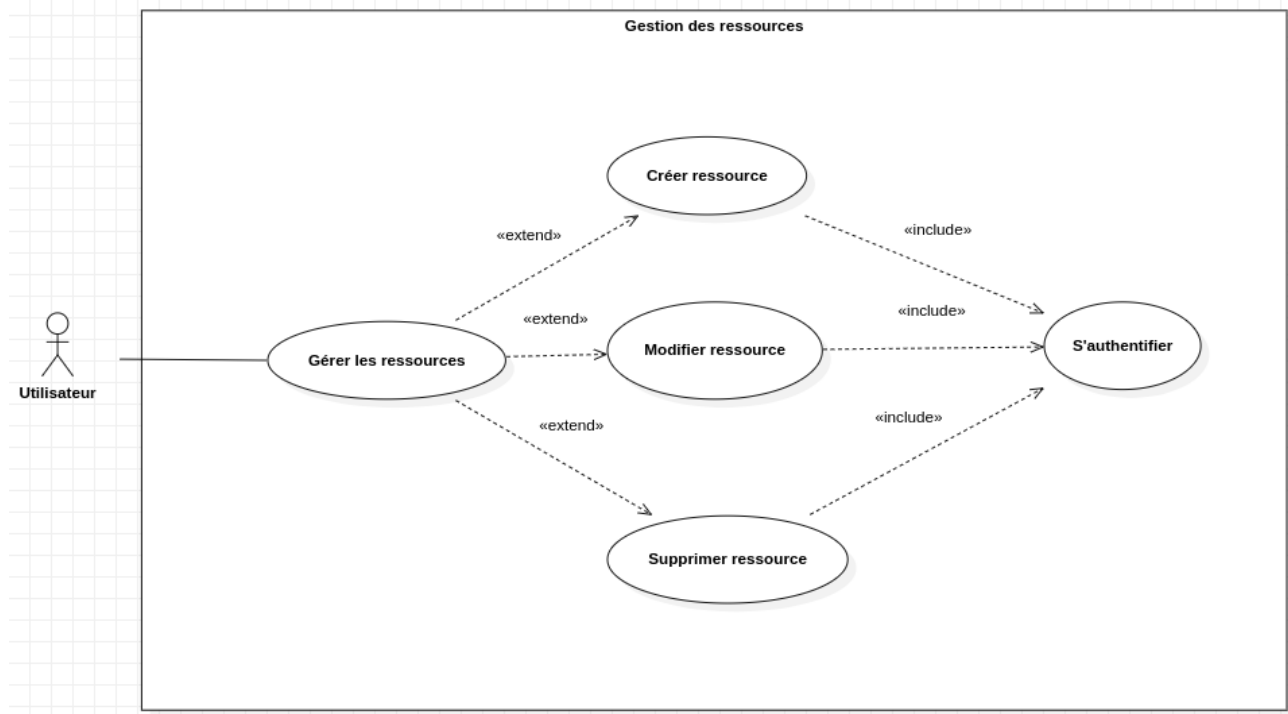 Gestion des ressources
Créer ressource
«extend»
«include»
«extend»
«include»
Modifier ressource
S'authentifier
Gérer les ressources
Utilisateur
«extend»
«include»
Supprimer ressource